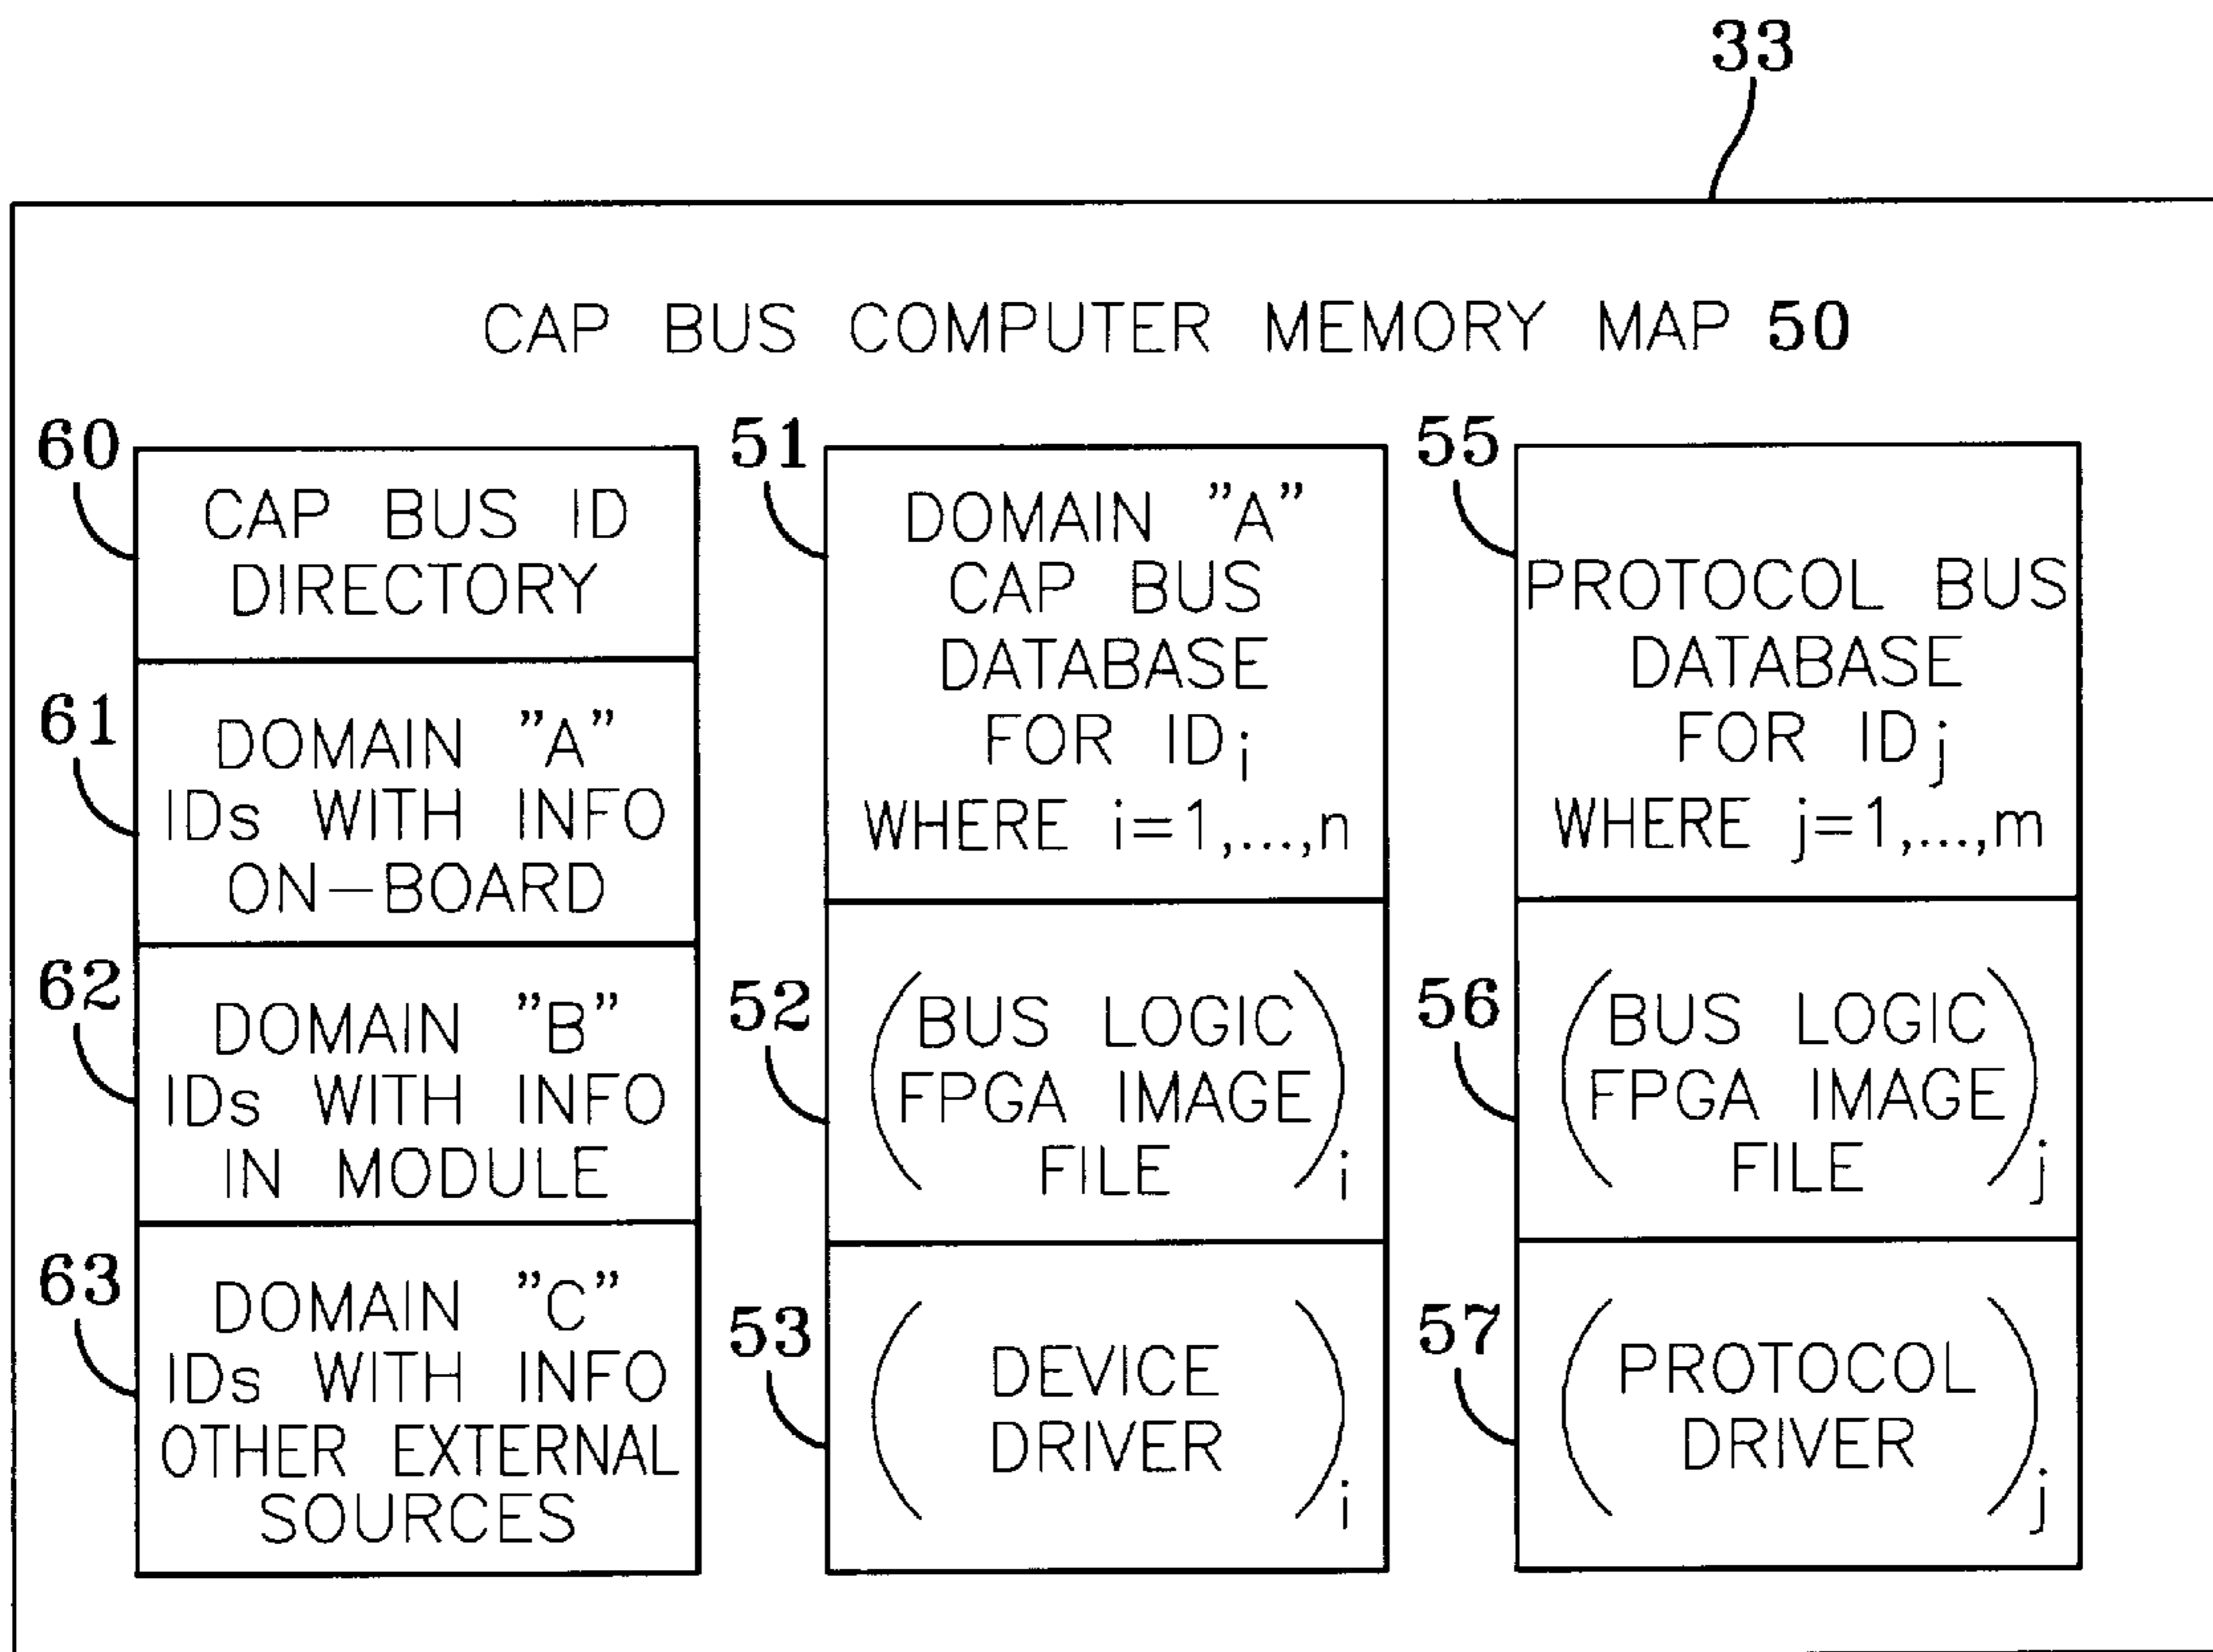 33
CAP BUS COMPUTER MEMORY MAP 50
60
CAP BUS ID
DIRECTORY
61
DOMAIN "A"
IDs WITH INFO
ON-BOARD
62
DOMAIN "B"
IDs WITH INFO
IN MODULE
63
DOMAIN "C"
IDs WITH INFO
OTHER EXTERNAL
SOURCES
51
DOMAIN "A"
CAP BUS
DATABASE
FOR IDi
WHERE i=1,...,n
52
(BUS LOGIC
FPGA IMAGE
FILE)i
53
(DEVICE
DRIVER)i
55
PROTOCOL BUS
DATABASE
FOR IDj
WHERE j=1,...,m
56
(BUS LOGIC
FPGA IMAGE
FILE)j
57
(PROTOCOL
DRIVER)j